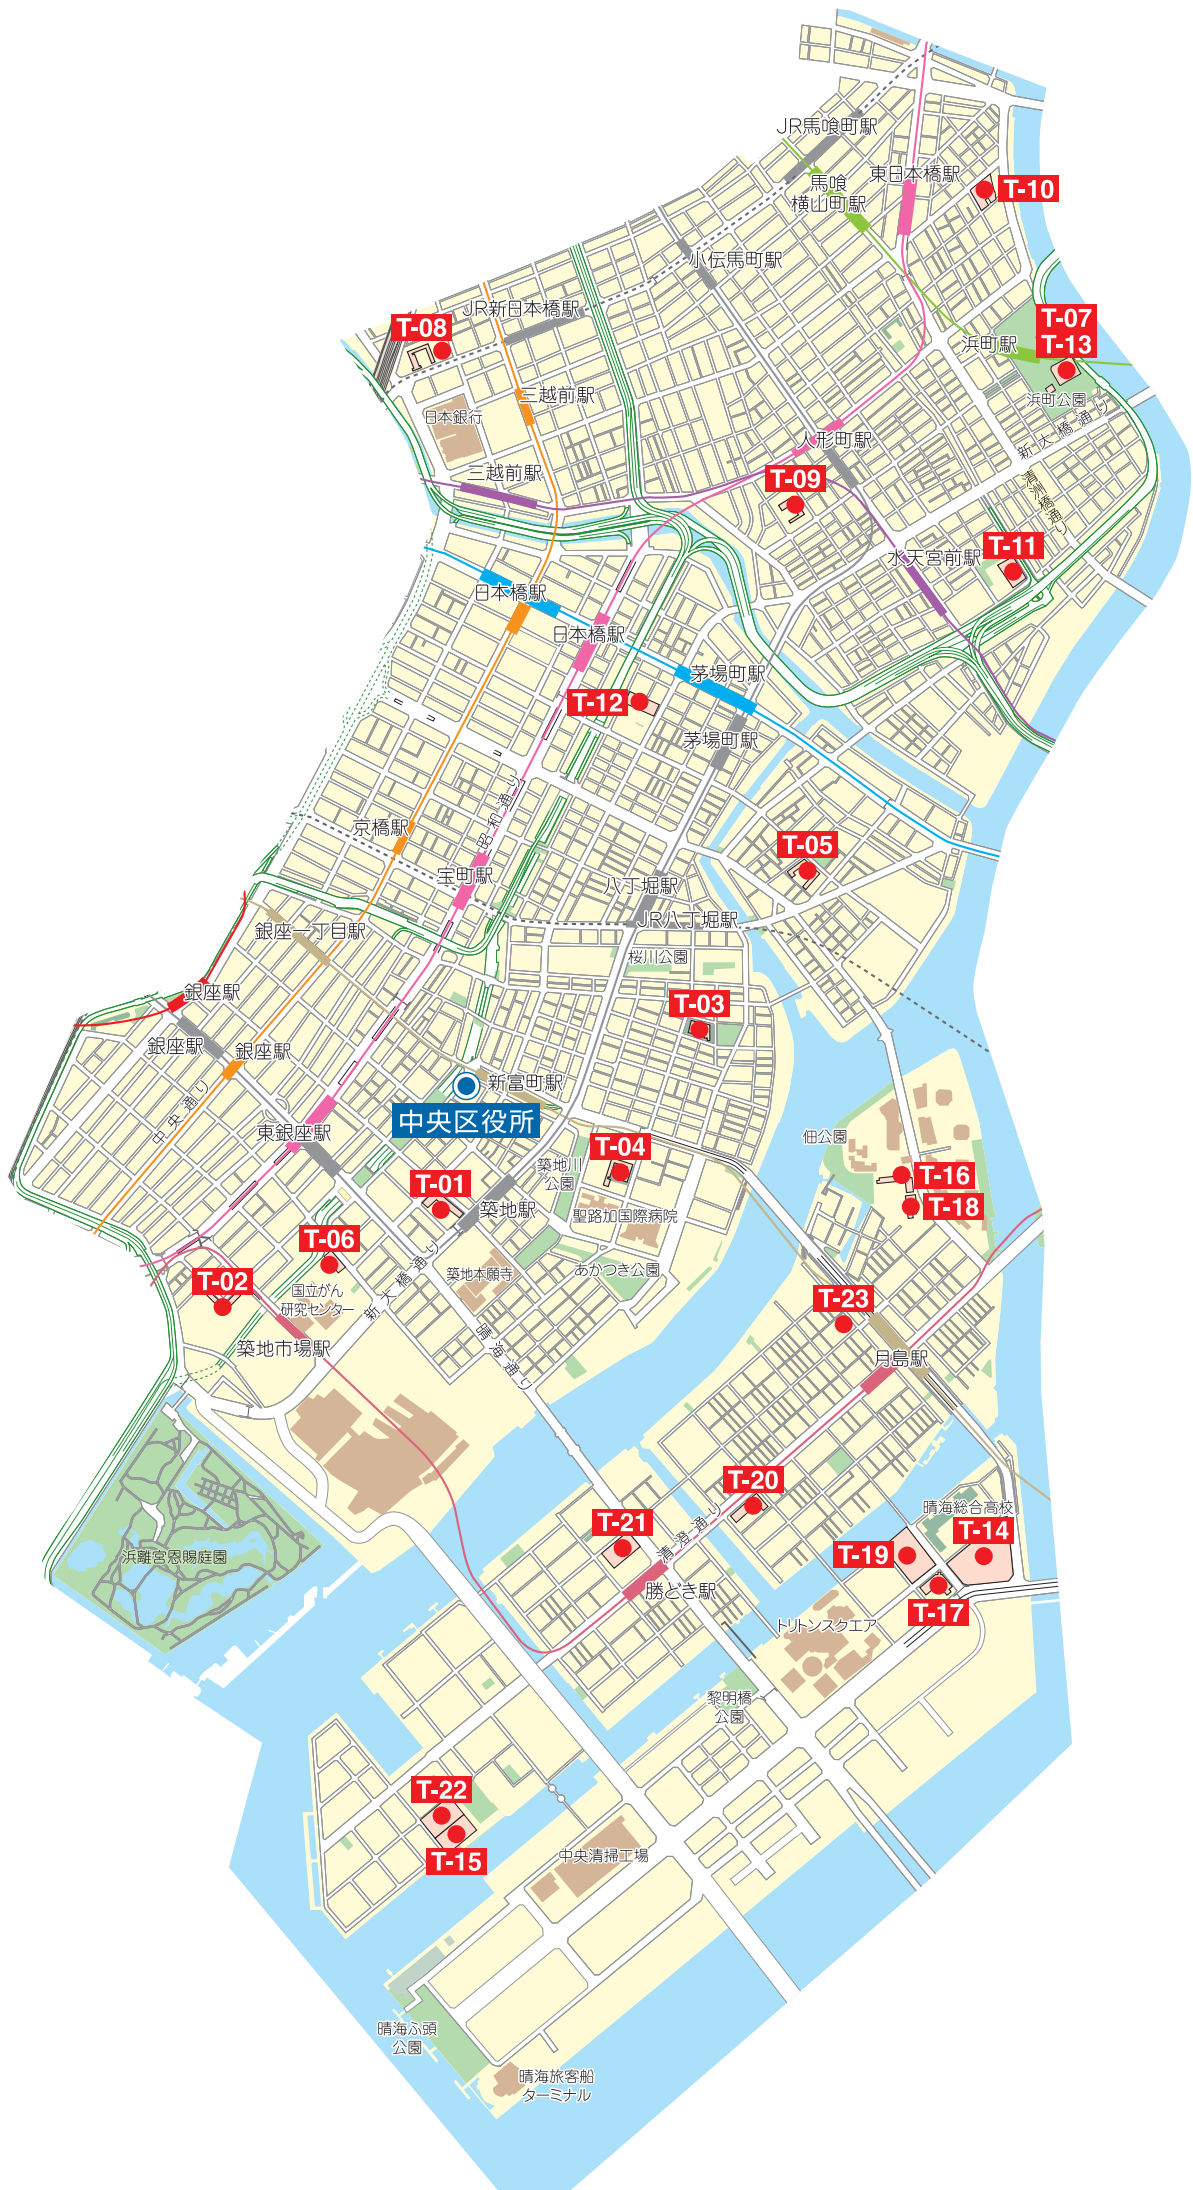 JR馬喰町駅
馬喰
横山町駅
東日本橋駅
T-10
小伝馬町駅
JR新日本橋駅
T-08
T-07
T-13
浜町駅
浜町公園
三越前駅
日本銀行
新大橋通り
人形町駅
三越前駅
T-09
清洲橋通り
T-11
水天宮前駅
日本橋駅
日本橋駅
茅場町駅
T-12
茅場町駅
昭和通り
京橋駅
T-05
宝町駅
八丁堀駅
JR八丁堀駅
銀座一丁目駅
桜川公園
銀座駅
T-03
銀座駅
銀座駅
新富町駅
中央通り
中央区役所
東銀座駅
佃公園
T-04
築地川
公園
T-16
T-01
築地駅
聖路加国際病院
T-18
T-06
新大橋通り
築地本願寺
あかつき公園
T-02
国立がん
研究センター
T-23
築地市場駅
晴海通り
月島駅
T-20
晴海総合高校
T-21
清澄通り
T-14
T-19
浜離宮恩賜庭園
勝どき駅
T-17
トリトンスクエア
黎明橋
公園
T-22
T-15
中央清掃工場
晴海ふ頭
公園
晴海旅客船
ターミナル